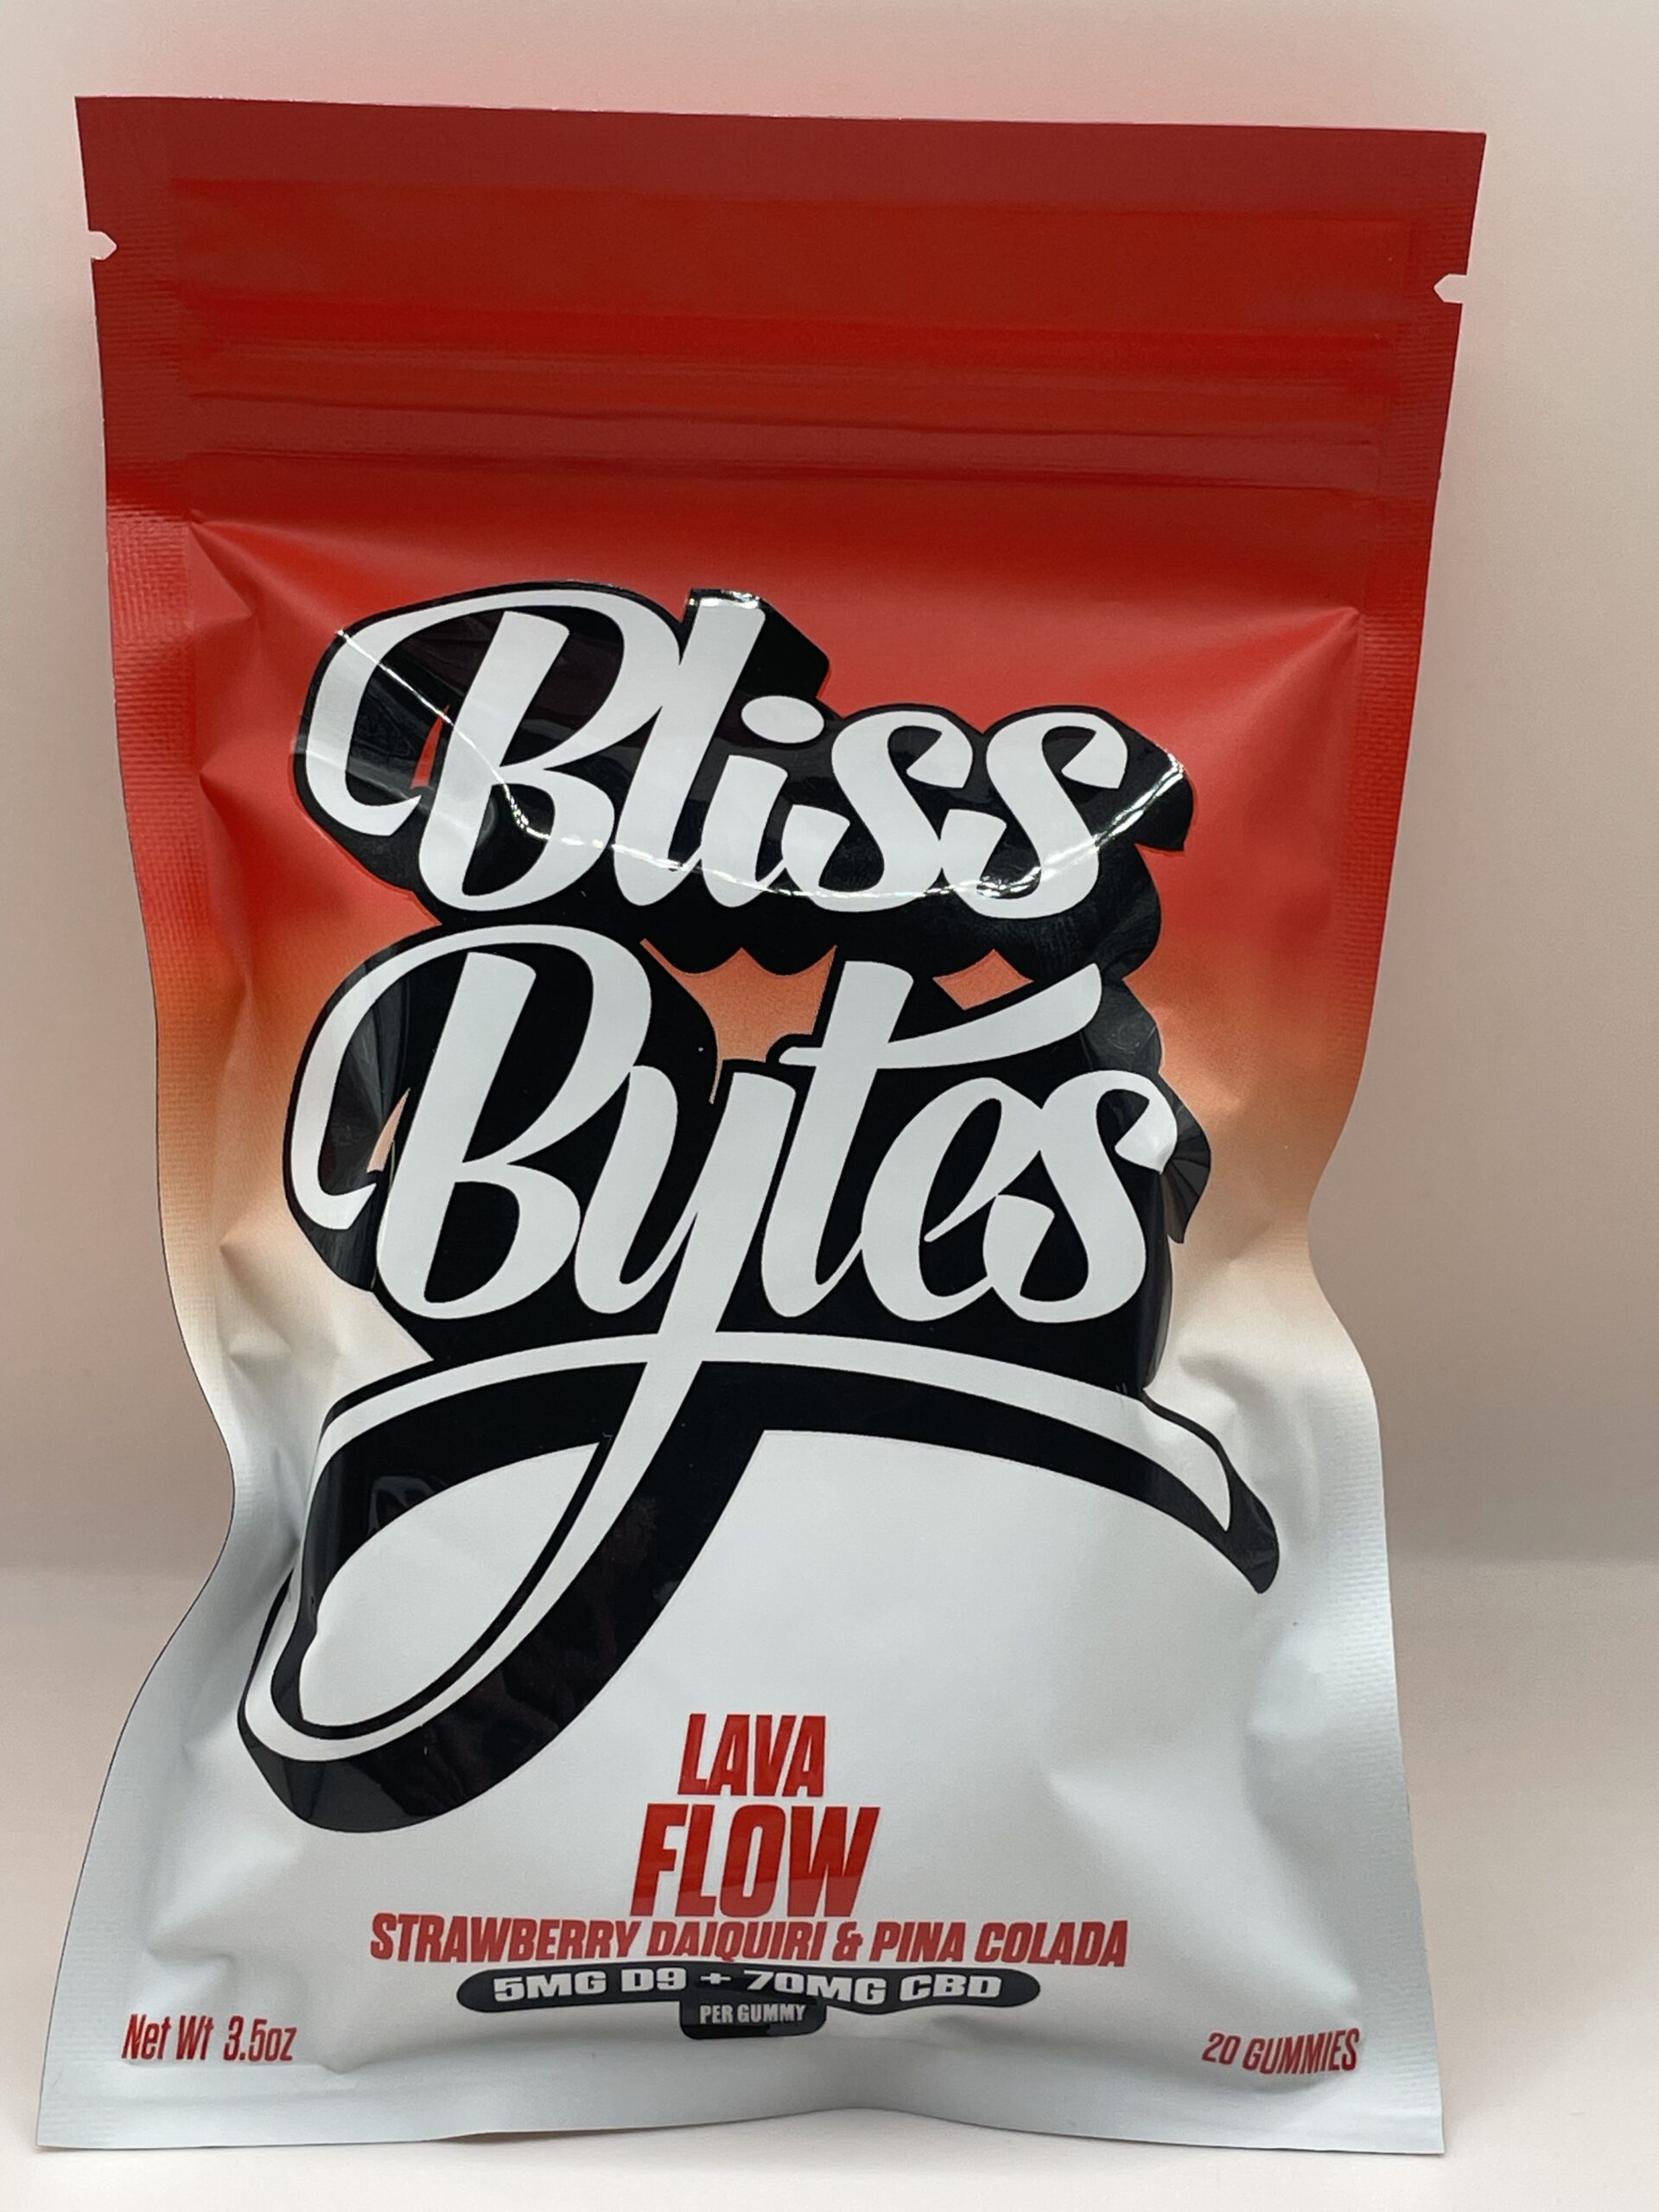 Bliss
Bytes
LAVA
FLOW
STRAWBERRY DAIQUIRI & PINA COLADA
5MG D9 + 70MG CBD
PER GUMMY
Net Wt 3.5oz
20 GUMMIES